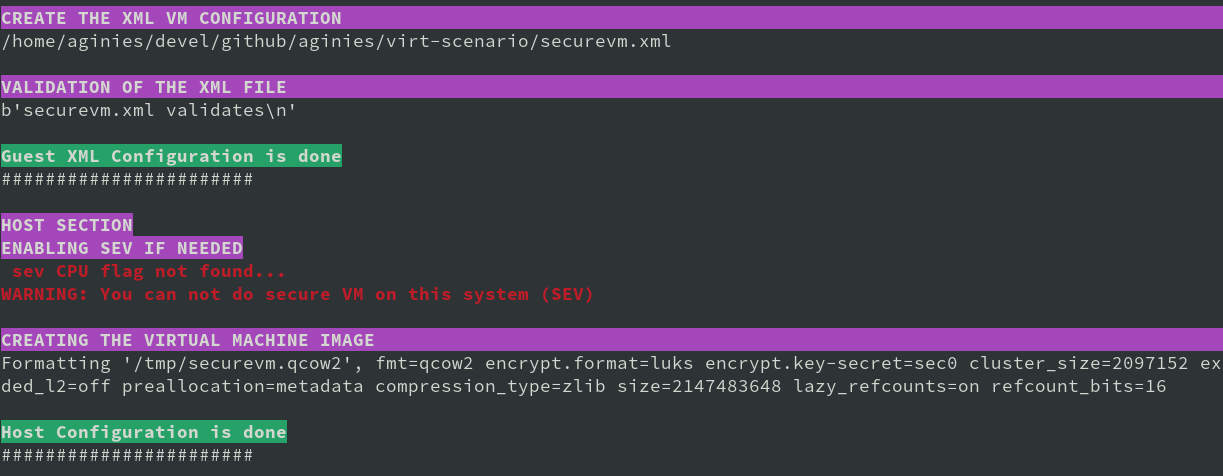 CREATE THE XML VM CONFIGURATION
/home/aginies/devel/github/aginies/virt-scenario/securevm.xml
VALIDATION OF THE XML FILE
b'securevm.xml validates\n'
Guest XML Configuration is done
#######################
HOST SECTION
ENABLING SEV IF NEEDED
sev CPU flag not found...
WARNING: You can not do secure VM on this system (SEV)
CREATING THE VIRTUAL MACHINE IMAGE
Formatting '/tmp/securevm.qcow2', fmt=qcow2 encrypt.format=luks encrypt.key-secret=sec0 cluster_size=2097152 ex
ded_l2=off preallocation=metadata compression_type=zlib size=2147483648 lazy_refcounts=on refcount_bits=16
Host Configuration is done
#######################